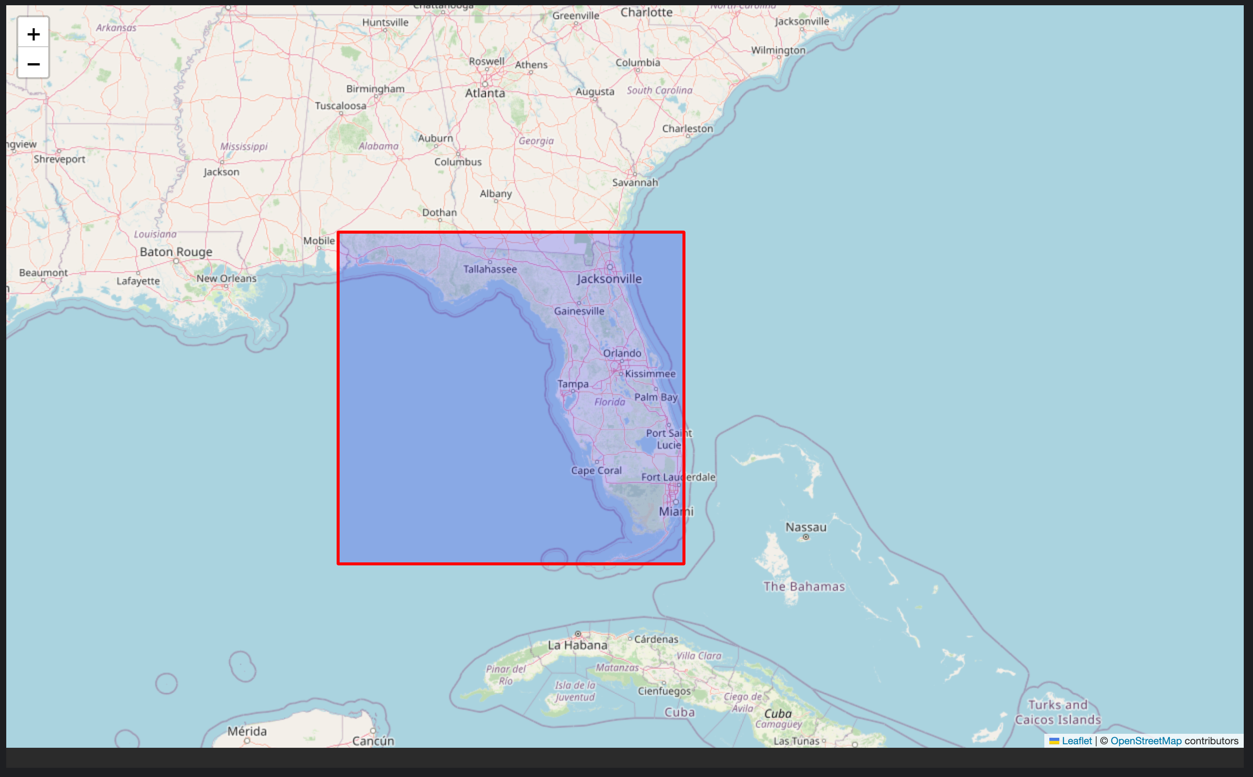 +
−
Chattanooga
Huntsville
Greenville
Charlotte
North Carolina
Jacksonville
Arkansas
Wilmington
Roswell
Athens
Columbia
Birmingham
Atlanta
Augusta
South Carolina
Tuscaloosa
Charleston
Auburn
Georgia
ngview
Mississippi
Alabama
Shreveport
Columbus
Jackson
Savannah
Albany
Dothan
Louisiana
Mobile
Baton Rouge
Tallahassee
Beaumont
Lafayette
New Orleans
Jacksonville
Gainesville
Orlando
Kissimmee
Tampa
Palm Bay
Florida
Port Saint
Lucie
Cape Coral
Fort Lauderdale
Miami
Nassau
The Bahamas
La Habana
Cárdenas
Pinar del
Río
Matanzas
Villa Clara
Isla de la
Juventud
Cienfuegos
Ciego de
Ávila
Cuba
Cuba
Camagüey
Turks and
Caicos Islands
Mérida
Cancún
Las Tunas
Leaflet | © OpenStreetMap contributors